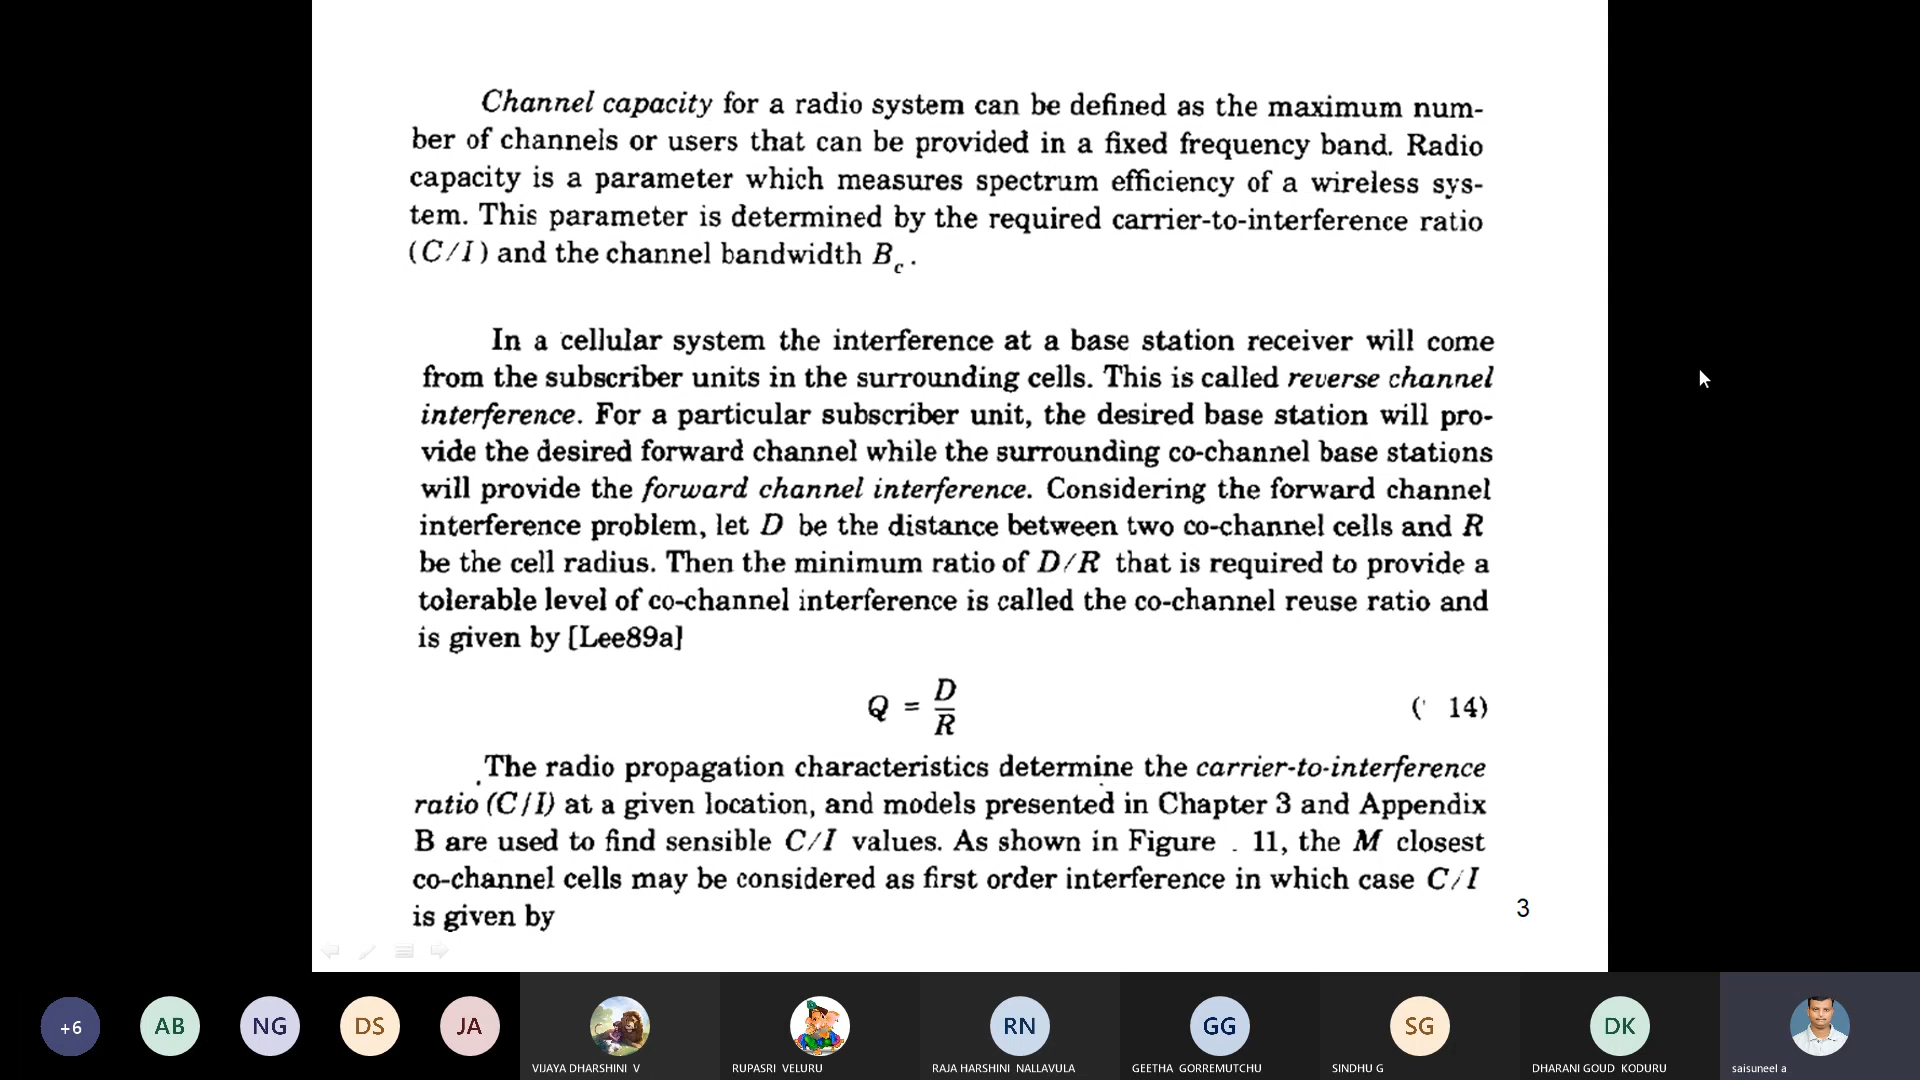 Channel capacity for a radio system can be defined as the maximum num-
ber of channels or users that can be provided in a fixed frequency band. Radio
capacity is a parameter which measures spectrum efficiency of a wireless sys-
tem. This parameter is determined by the required carrier-to-interference ratio
(C/I) and the channel bandwidth Bc.
In a cellular system the interference at a base station receiver will come
from the subscriber units in the surrounding cells. This is called reverse channel
interference. For a particular subscriber unit, the desired base station will pro-
vide the desired forward channel while the surrounding co-channel base stations
will provide the forward channel interference. Considering the forward channel
interference problem, let D be the distance between two co-channel cells and R
be the cell radius. Then the minimum ratio of D/R that is required to provide a
tolerable level of co-channel interference is called the co-channel reuse ratio and
is given by [Lee89a]
Q = D/R ( 14)
The radio propagation characteristics determine the carrier-to-interference
ratio (C/I) at a given location, and models presented in Chapter 3 and Appendix
B are used to find sensible C/I values. As shown in Figure . 11, the M closest
co-channel cells may be considered as first order interference in which case C/I
is given by
3
+6
AB
NG
DS
JA
RN
GG
SG
DK
VIJAYA DHARSHINI V
RUPASRI VELURU
RAJA HARSHINI NALLAVULA
GEETHA GORREMUTCHU
SINDHU G
DHARANI GOUD KODURU
saisuneel a